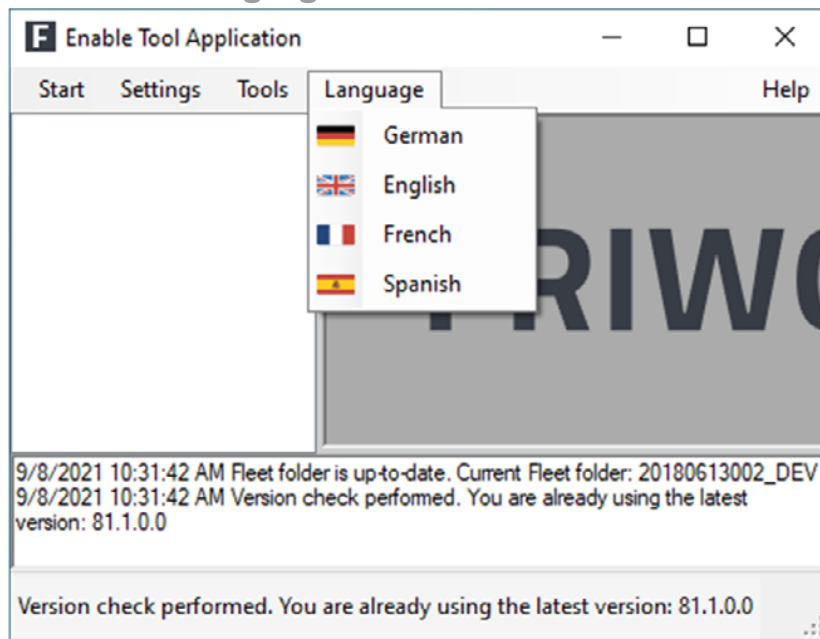 Enable Tool Application
Start Settings Tools Language Help
German
English
French
Spanish
9/8/2021 10:31:42 AM Fleet folder is up-to-date. Current Fleet folder: 20180613002_DEV
9/8/2021 10:31:42 AM Version check performed. You are already using the latest
version: 81.1.0.0
Version check performed. You are already using the latest version: 81.1.0.0